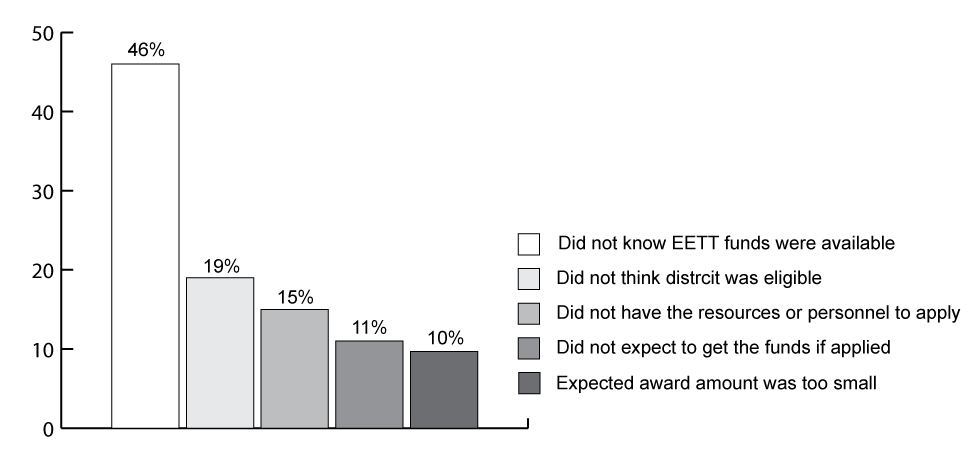 50
46%
40
30
20
19%
15%
11%
10%
10
0
Did not know EETT funds were available
Did not think distrcit was eligible
Did not have the resources or personnel to apply
Did not expect to get the funds if applied
Expected award amount was too small